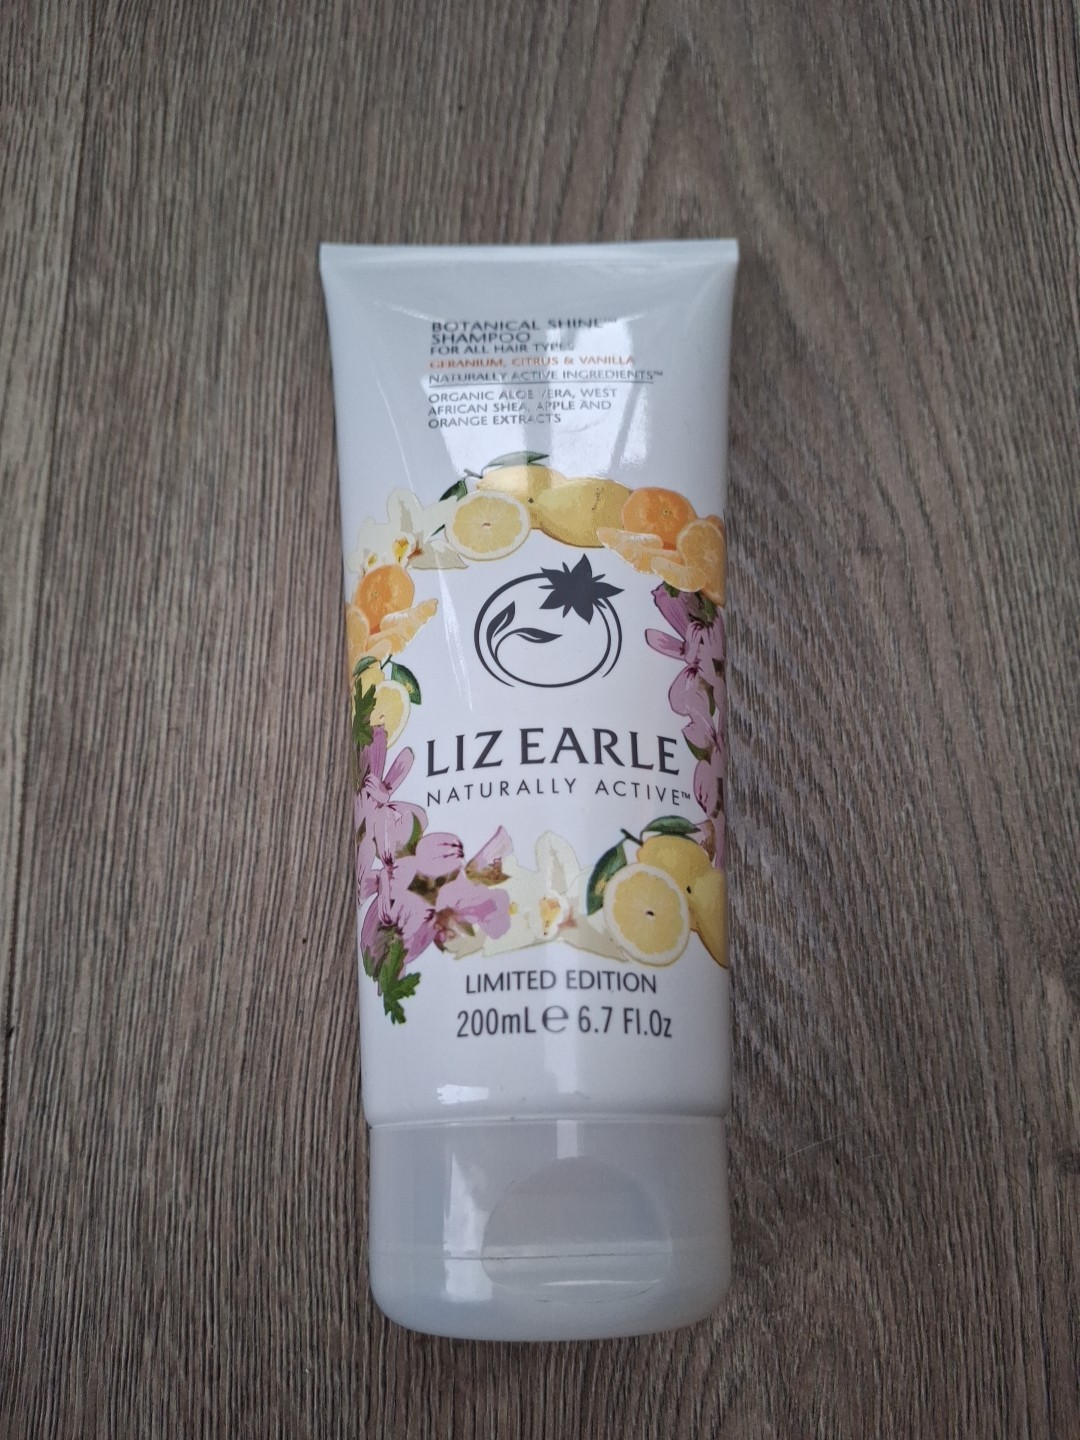 BOTANICAL SHINE™
SHAMPOO
FOR ALL HAIR TYPES
GERANIUM, CITRUS & VANILLA
NATURALLY ACTIVE INGREDIENTS™
ORGANIC ALOE VERA, WEST
AFRICAN SHEA, APPLE AND
ORANGE EXTRACTS
LIZ EARLE
NATURALLY ACTIVE™
LIMITED EDITION
200mL ℮ 6.7 Fl.Oz